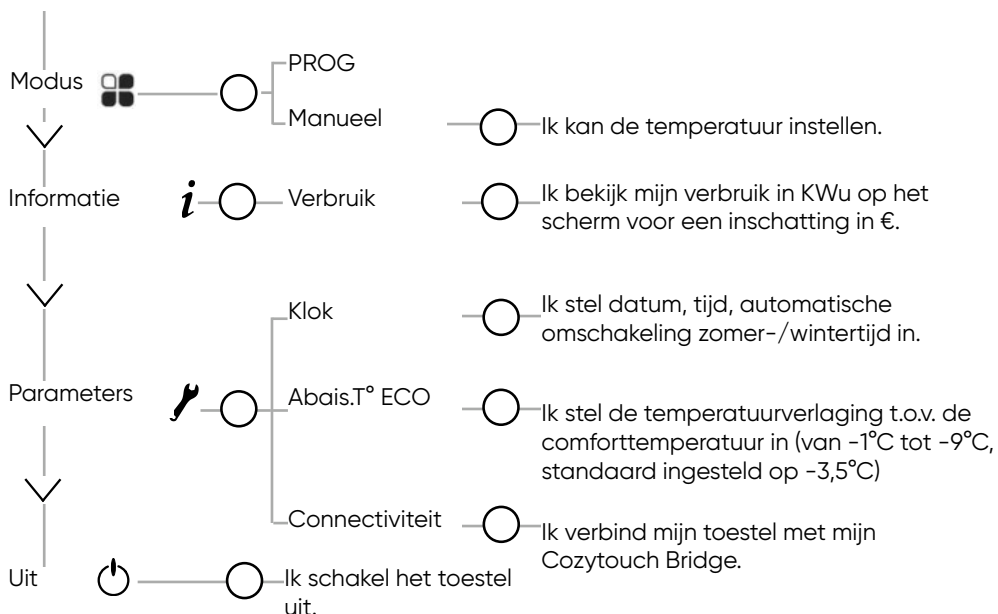 Modus
PROG
Manueel
Ik kan de temperatuur instellen.
Informatie
i
Verbruik
Ik bekijk mijn verbruik in KWu op het
scherm voor een inschatting in €.
Parameters
Klok
Ik stel datum, tijd, automatische
omschakeling zomer-/wintertijd in.
Abais.T° ECO
Ik stel de temperatuurverlaging t.o.v. de
comforttemperatuur in (van -1°C tot -9°C,
standaard ingesteld op -3,5°C)
Connectiviteit
Ik verbind mijn toestel met mijn
Cozytouch Bridge.
Uit
Ik schakel het toestel
uit.